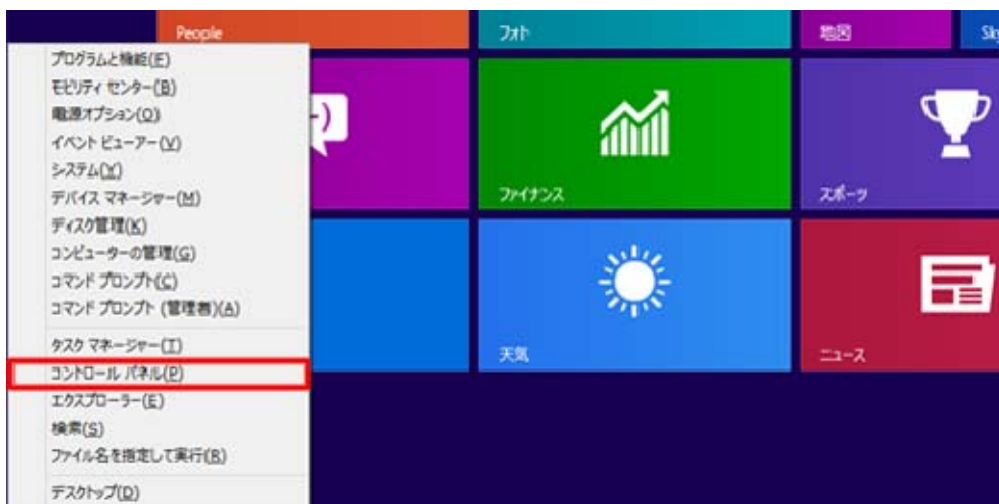 People
フォト
地図
プログラムと機能(F)
モビリティ センター(B)
電源オプション(O)
イベント ビューアー(V)
システム(Y)
デバイス マネージャー(M)
ディスク管理(K)
コンピューターの管理(G)
コマンド プロンプト(C)
コマンド プロンプト (管理者)(A)
タスク マネージャー(T)
コントロール パネル(P)
エクスプローラー(E)
検索(S)
ファイル名を指定して実行(R)
デスクトップ(D)
ファイナンス
スポーツ
天気
ニュース